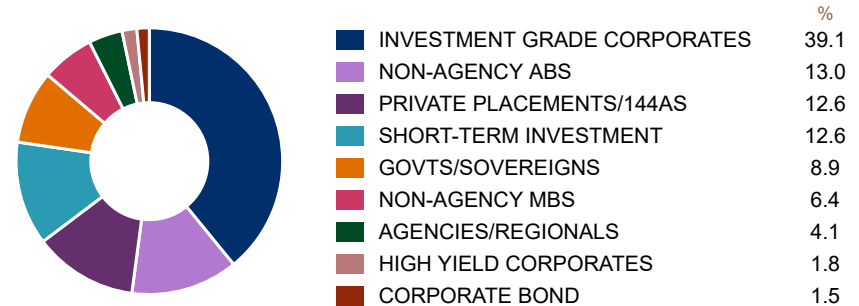 %
INVESTMENT GRADE CORPORATES 39.1
NON-AGENCY ABS 13.0
PRIVATE PLACEMENTS/144AS 12.6
SHORT-TERM INVESTMENT 12.6
GOVTS/SOVEREIGNS 8.9
NON-AGENCY MBS 6.4
AGENCIES/REGIONALS 4.1
HIGH YIELD CORPORATES 1.8
CORPORATE BOND 1.5